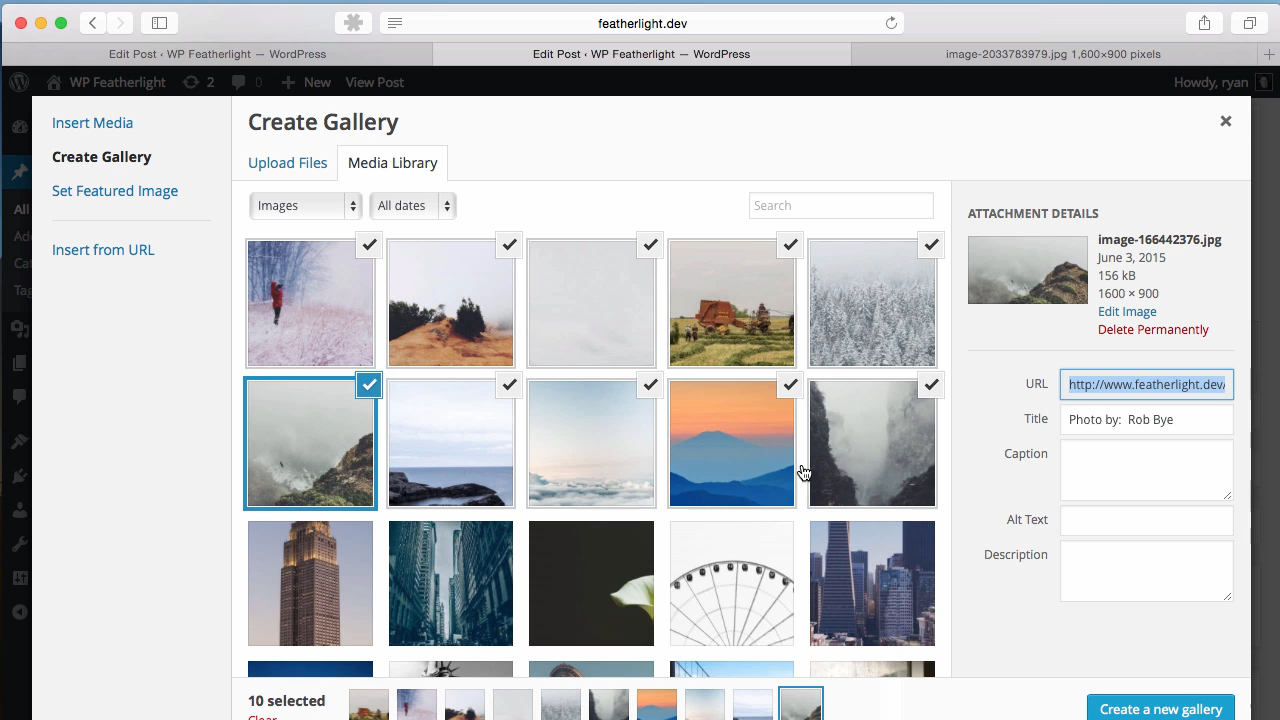 featherlight.dev
Edit Post ‹ WP Featherlight — WordPress
Edit Post ‹ WP Featherlight — WordPress
image-2033783979.jpg 1,600×900 pixels
WP Featherlight 2 0 New View Post Howdy, ryan
Insert Media
Create Gallery
Set Featured Image
Insert from URL
All
Create Gallery
Upload Files
Media Library
Images
All dates
Search
ATTACHMENT DETAILS
image-166442376.jpg
June 3, 2015
156 kB
1600 × 900
Edit Image
Delete Permanently
URL http://www.featherlight.dev/
Title Photo by: Rob Bye
Caption
Alt Text
Description
10 selected
Clear
Create a new gallery